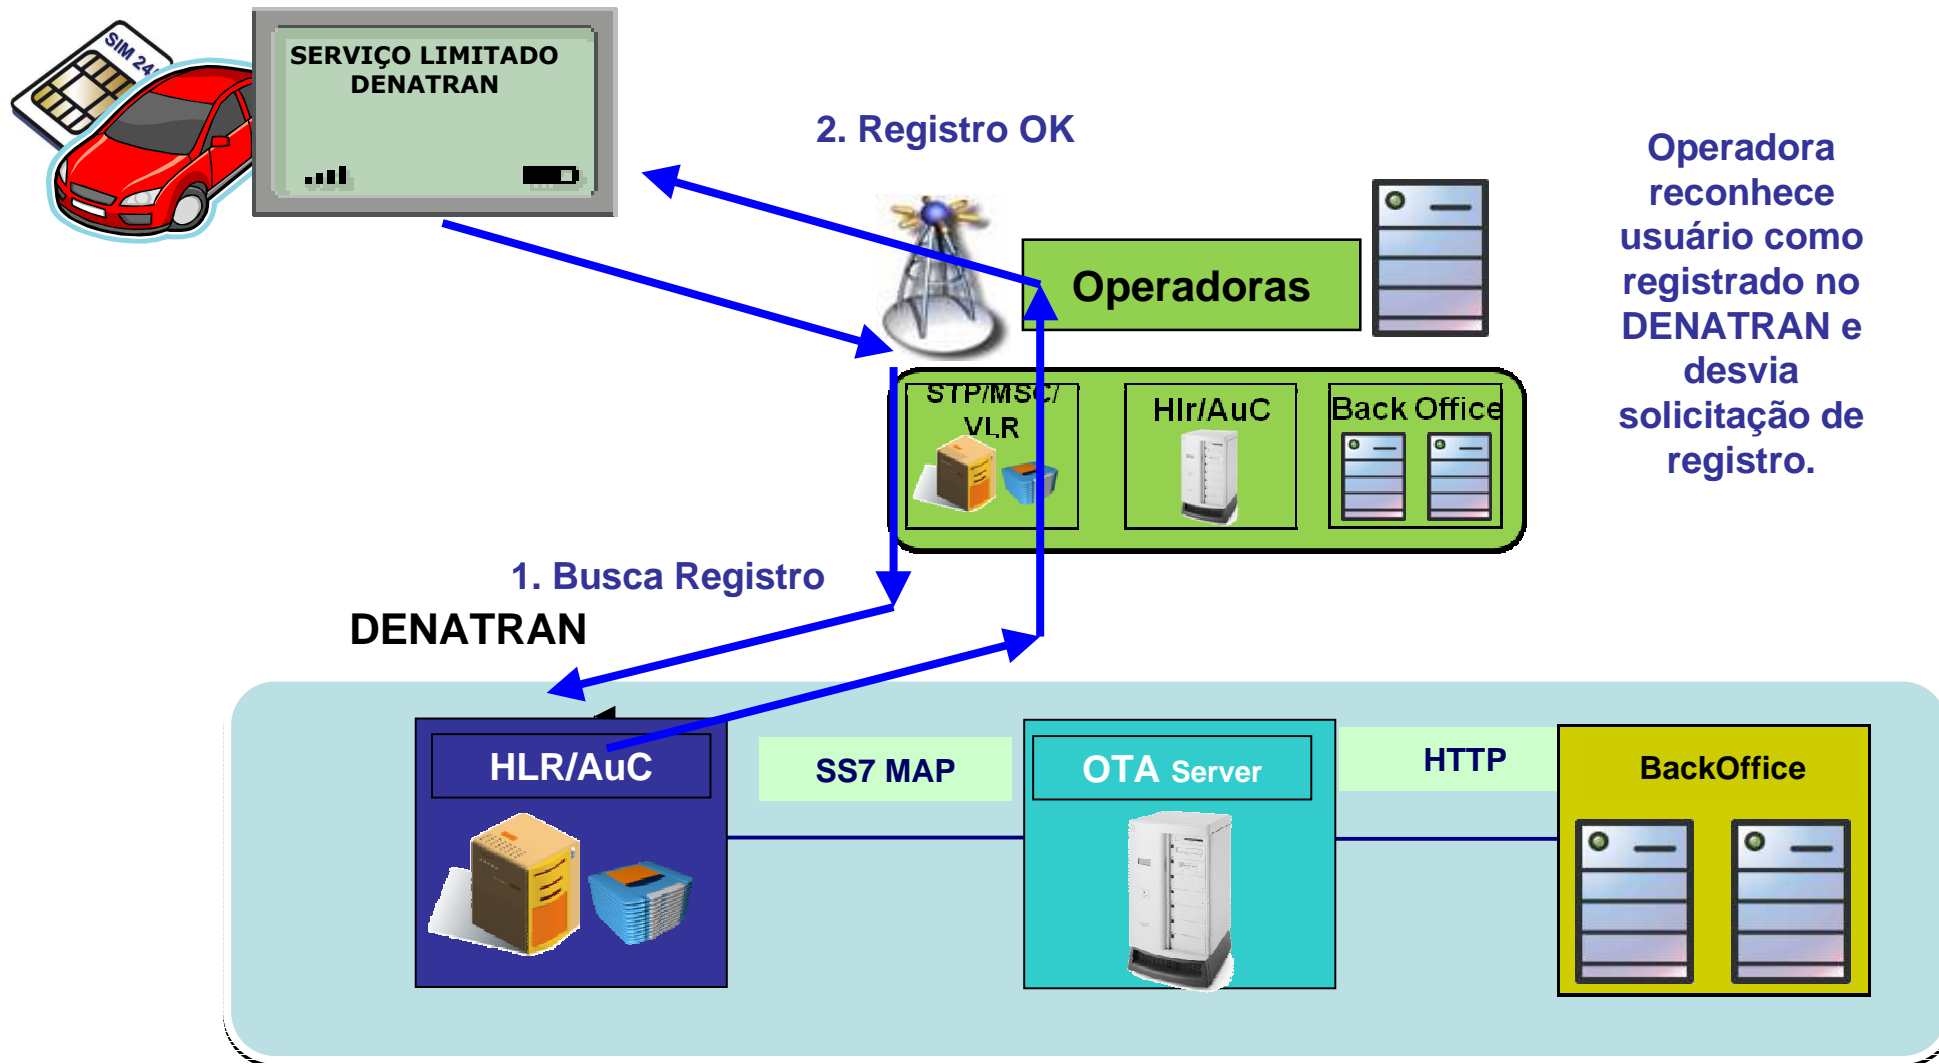 SIM 24
SERVIÇO LIMITADO
DENATRAN
2. Registro OK
Operadora
reconhece
usuário como
registrado no
DENATRAN e
desvia
solicitação de
registro.
Operadoras
STP/MSC/
VLR
Hlr/AuC
Back Office
1. Busca Registro
DENATRAN
HLR/AuC
SS7 MAP
OTA Server
HTTP
BackOffice